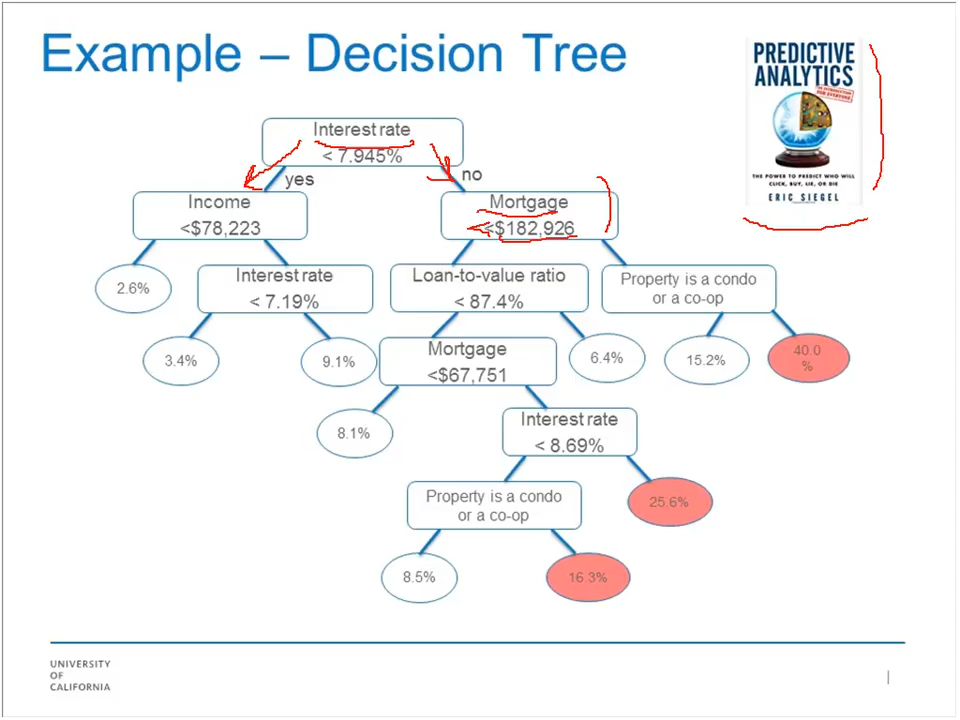 Example – Decision Tree
PREDICTIVE
ANALYTICS
THE POWER TO PREDICT WHO WILL
CLICK, BUY, LIE, OR DIE
ERIC SIEGEL
Interest rate
< 7.945%
yes
no
Income
<$78,223
Mortgage
<$182,926
2.6%
Interest rate
< 7.19%
Loan-to-value ratio
< 87.4%
Property is a condo
or a co-op
3.4%
9.1%
Mortgage
<$67,751
6.4%
15.2%
40.0
%
8.1%
Interest rate
< 8.69%
Property is a condo
or a co-op
25.6%
8.5%
16.3%
UNIVERSITY
OF
CALIFORNIA